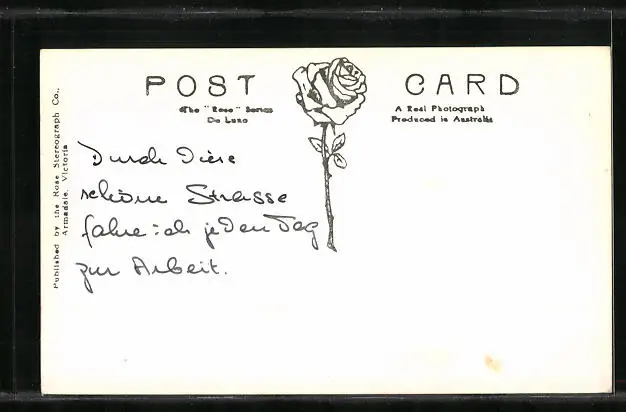 POST CARD
The "Rose" Series
De Luxe
A Real Photograph
Produced in Australia
Published by the Rose Stereograph Co.,
Armadale, Victoria
Durch diese
schöne Strasse
fahre ich jeden Tag
zur Arbeit.